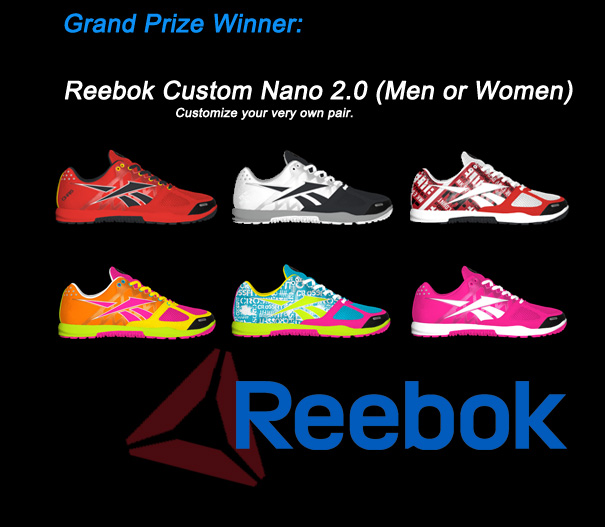 Grand Prize Winner:
Reebok Custom Nano 2.0 (Men or Women)
Customize your very own pair.
Reebok